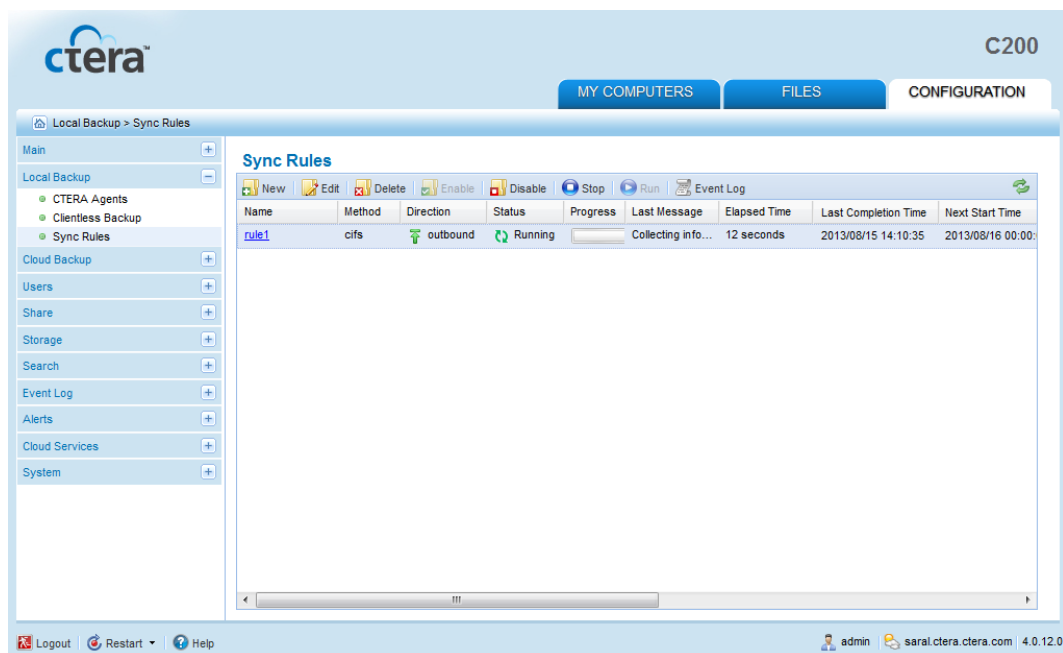 ctera™
C200
MY COMPUTERS FILES CONFIGURATION
Local Backup > Sync Rules
Main
Local Backup
CTERA Agents
Clientless Backup
Sync Rules
Cloud Backup
Users
Share
Storage
Search
Event Log
Alerts
Cloud Services
System
Sync Rules
New Edit Delete Enable Disable Stop Run Event Log
Name Method Direction Status Progress Last Message Elapsed Time Last Completion Time Next Start Time
rule1 cifs outbound Running Collecting info... 12 seconds 2013/08/15 14:10:35 2013/08/16 00:00:
Logout Restart Help admin saral.ctera.ctera.com 4.0.12.0